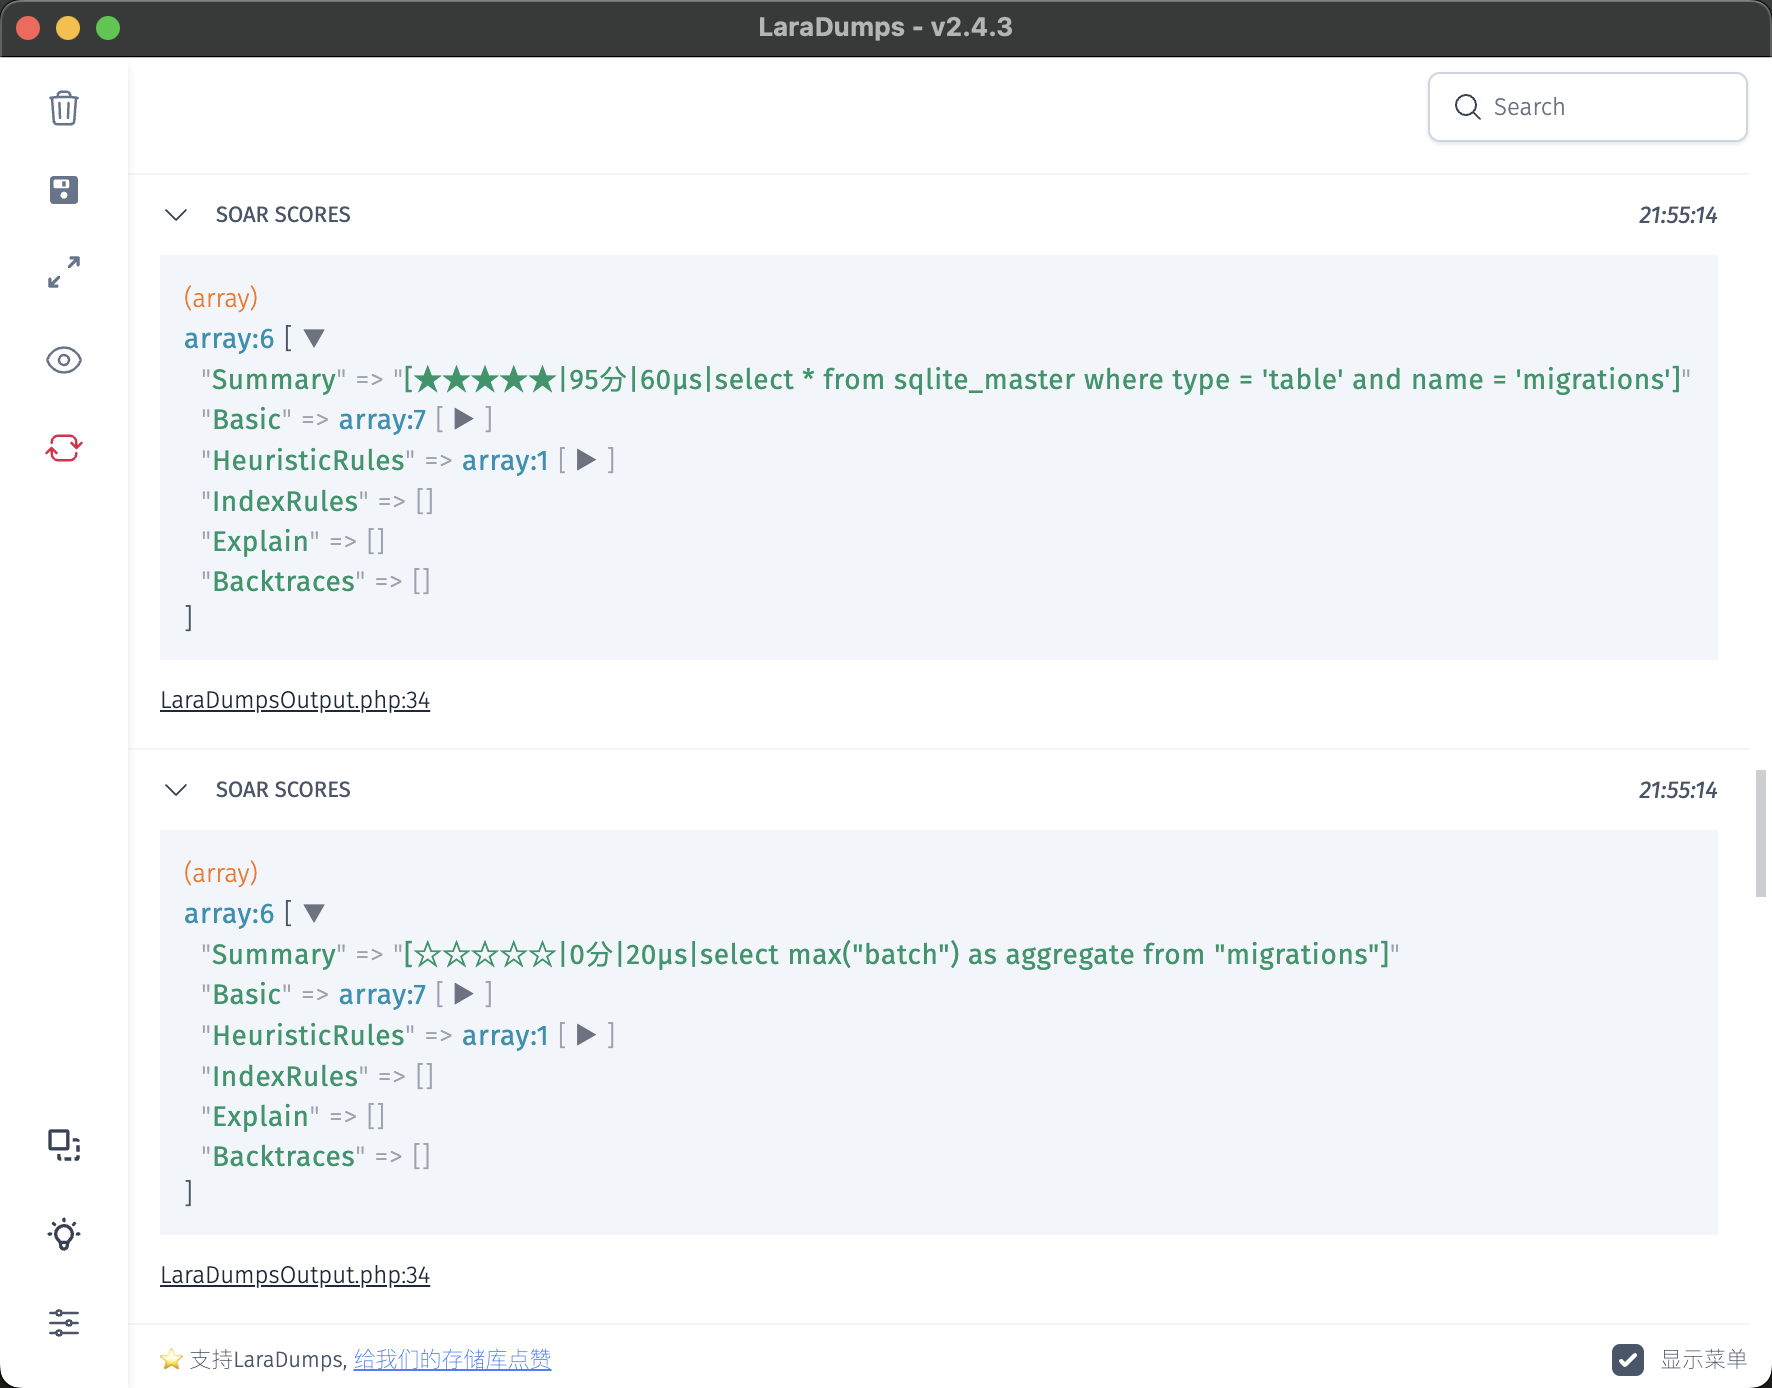 LaraDumps - v2.4.3
Search
SOAR SCORES 21:55:14
(array)
array:6 [ ▼
"Summary" => "[★★★★★|95分|60μs|select * from sqlite_master where type = 'table' and name = 'migrations']"
"Basic" => array:7 [ ▶ ]
"HeuristicRules" => array:1 [ ▶ ]
"IndexRules" => []
"Explain" => []
"Backtraces" => []
]
LaraDumpsOutput.php:34
SOAR SCORES 21:55:14
(array)
array:6 [ ▼
"Summary" => "[☆☆☆☆☆|0分|20μs|select max("batch") as aggregate from "migrations"]"
"Basic" => array:7 [ ▶ ]
"HeuristicRules" => array:1 [ ▶ ]
"IndexRules" => []
"Explain" => []
"Backtraces" => []
]
LaraDumpsOutput.php:34
⭐ 支持LaraDumps, 给我们的存储库点赞 显示菜单